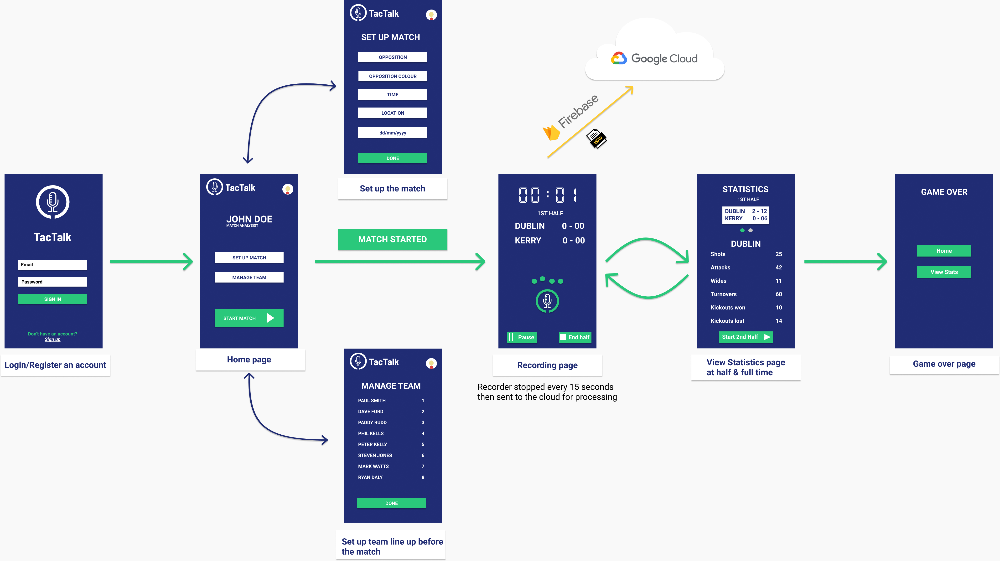 TacTalk
SET UP MATCH
OPPOSITION
OPPOSITION COLOUR
TIME
LOCATION
dd/mm/yyyy
DONE
Set up the match
Google Cloud
Firebase
WAV
TacTalk
Email
Password
SIGN IN
Don't have an account?
Sign up
Login/Register an account
TacTalk
JOHN DOE
MATCH ANALYSIST
SET UP MATCH
MANAGE TEAM
START MATCH
Home page
MATCH STARTED
TacTalk
MANAGE TEAM
PAUL SMITH 1
DAVE FORD 2
PADDY RUDD 3
PHIL KELLS 4
PETER KELLY 5
STEVEN JONES 6
MARK WATTS 7
RYAN DALY 8
DONE
Set up team line up before
the match
00:01
1ST HALF
DUBLIN 0 - 00
KERRY 0 - 00
Pause
End half
Recording page
Recorder stopped every 15 seconds
then sent to the cloud for processing
STATISTICS
1ST HALF
DUBLIN 2 - 12
KERRY 0 - 06
DUBLIN
Shots 25
Attacks 42
Wides 11
Turnovers 60
Kickouts won 10
Kickouts lost 14
Start 2nd Half
View Statistics page
at half & full time
GAME OVER
Home
View Stats
Game over page